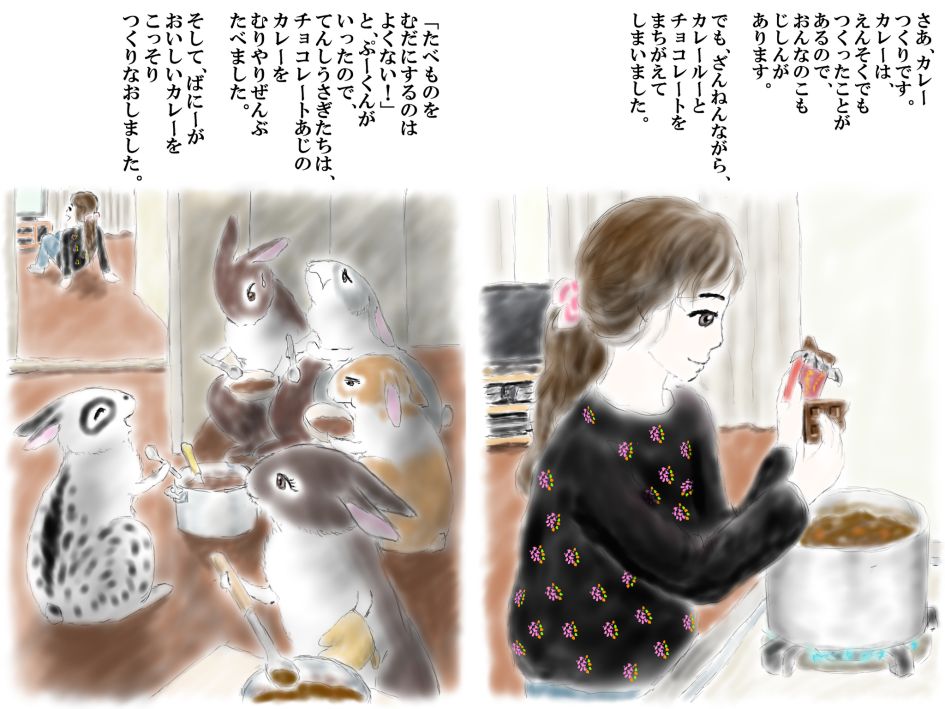 さあ、カレー
つくりです。
カレーは、
えんそくでも
つくったことが
あるので、
おんなのこも
じしんが
あります。
でも、ざんねんながら、
カレールーと
チョコレートを
まちがえて
しまいました。
「たべものを
むだにするのは
よくない！」
と、ぷーくんが
いったので、
てんしうさぎたちは、
チョコレートあじの
カレーを
むりやりぜんぶ
たべました。
そして、ばにーが
おいしいカレーを
こっそり
つくりなおしました。